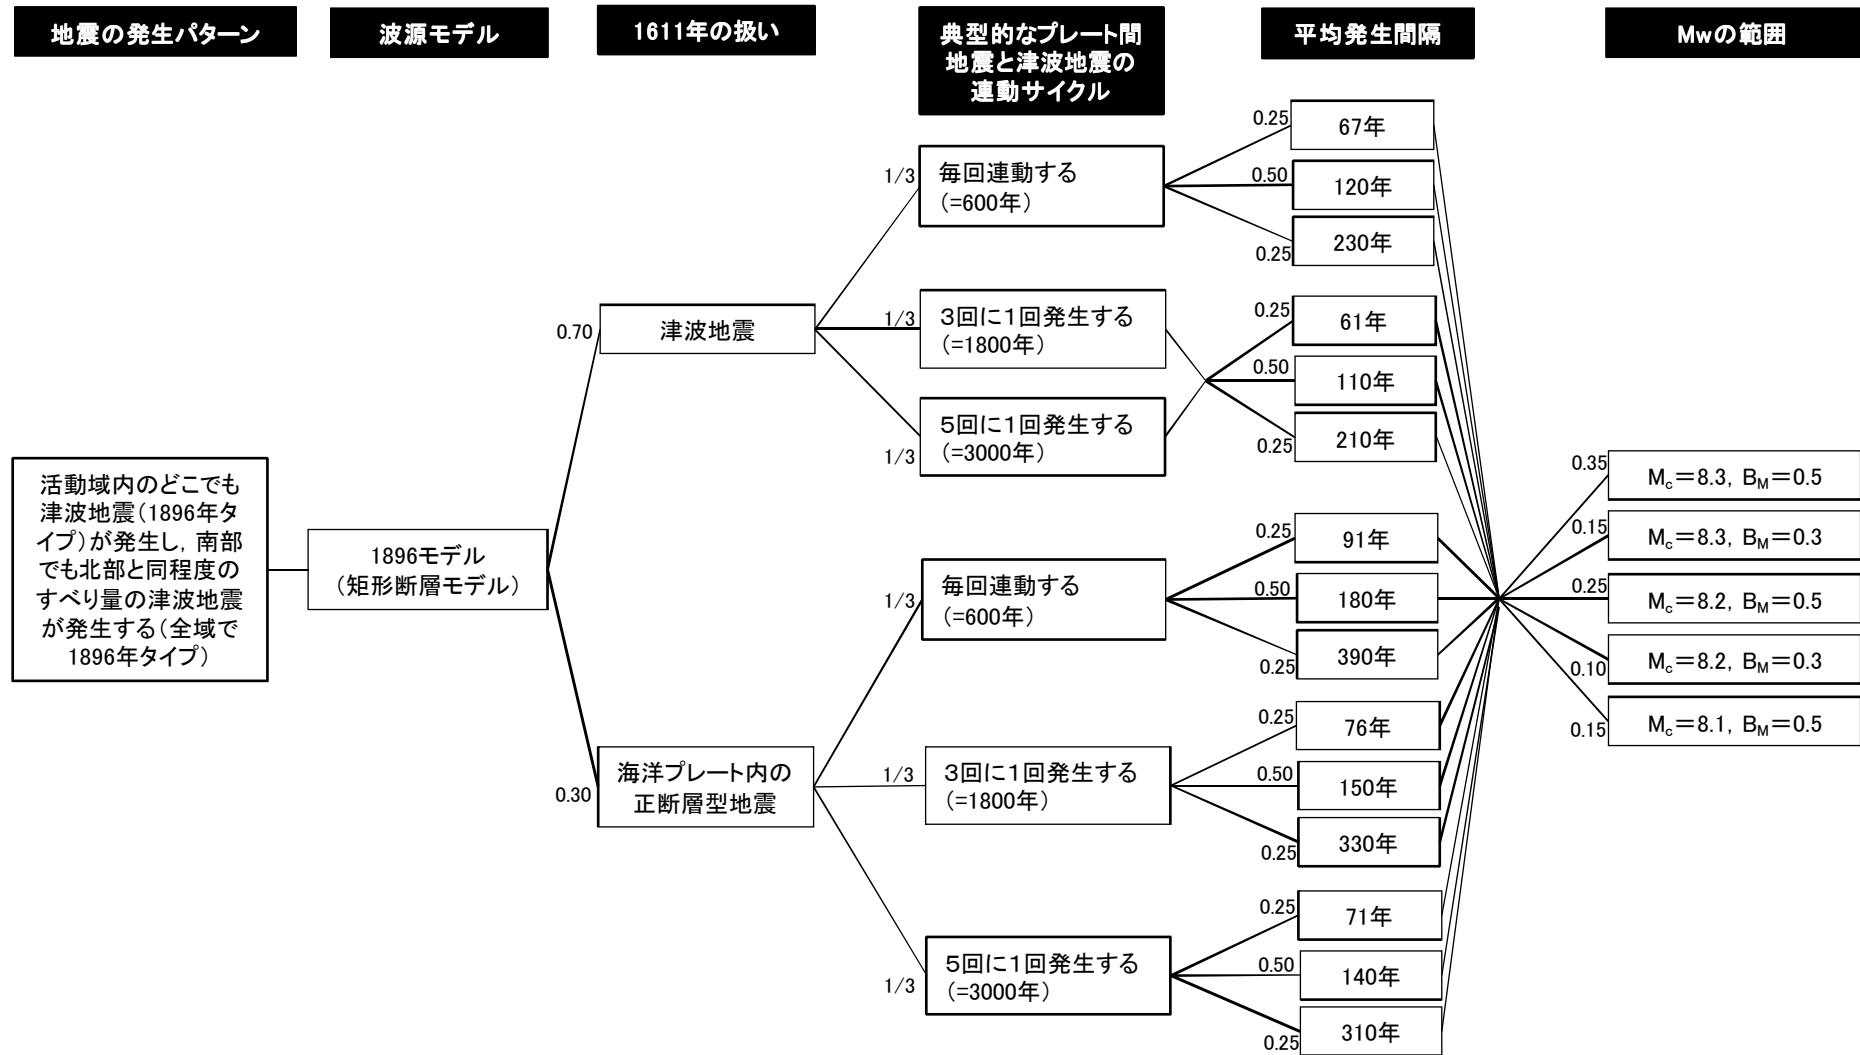 地震の発生パターン
波源モデル
1611年の扱い
典型的なプレート間
地震と津波地震の
連動サイクル
平均発生間隔
Mwの範囲
活動域内のどこでも
津波地震(1896年タ
イプ)が発生し, 南部
でも北部と同程度の
すべり量の津波地震
が発生する(全域で
1896年タイプ)
1896モデル
(矩形断層モデル)
0.70
津波地震
0.30
海洋プレート内の
正断層型地震
1/3
毎回連動する
(=600年)
1/3
3回に1回発生する
(=1800年)
1/3
5回に1回発生する
(=3000年)
1/3
毎回連動する
(=600年)
1/3
3回に1回発生する
(=1800年)
1/3
5回に1回発生する
(=3000年)
0.25
67年
0.50
120年
0.25
230年
0.25
61年
0.50
110年
0.25
210年
0.25
91年
0.50
180年
0.25
390年
0.25
76年
0.50
150年
0.25
330年
0.25
71年
0.50
140年
0.25
310年
0.35
Mc=8.3, BM=0.5
0.15
Mc=8.3, BM=0.3
0.25
Mc=8.2, BM=0.5
0.10
Mc=8.2, BM=0.3
0.15
Mc=8.1, BM=0.5